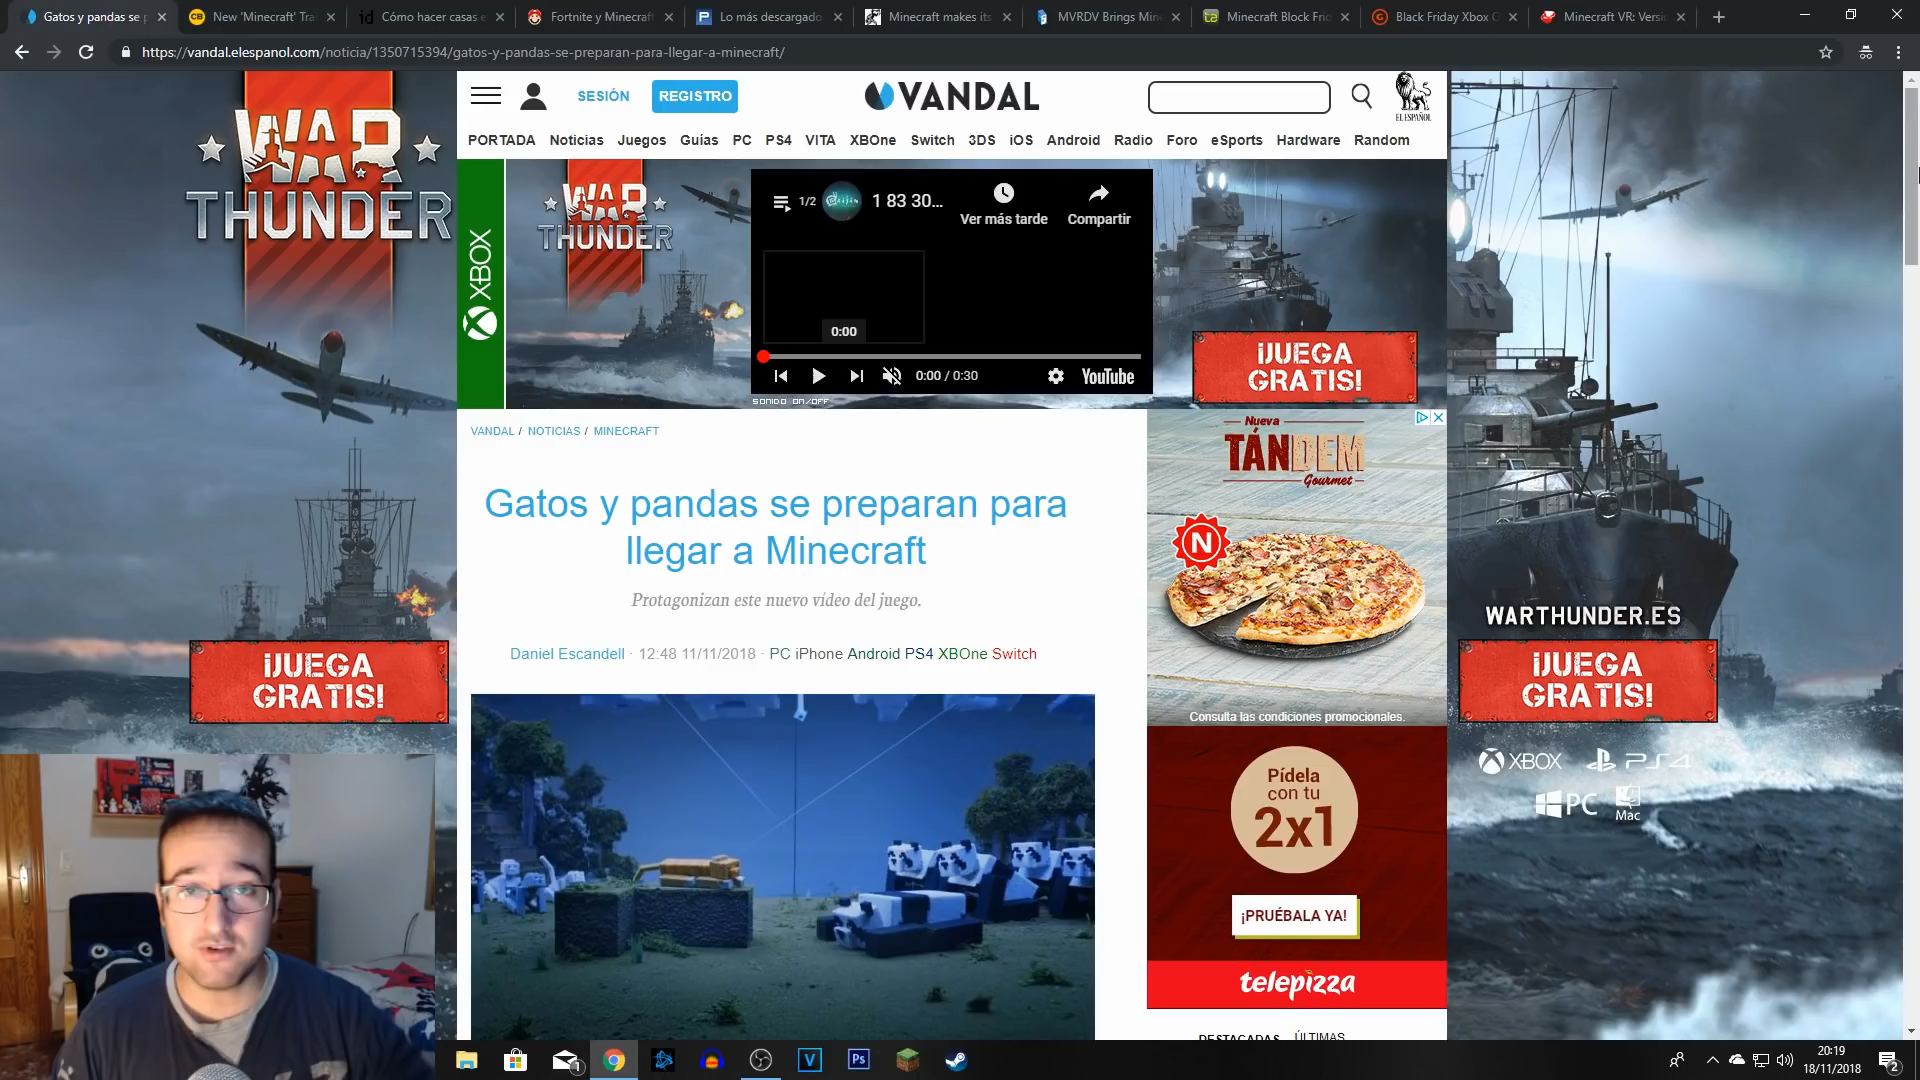 Gatos y pandas se p
New 'Minecraft' Tra
Cómo hacer casas e
Fortnite y Minecraft
Lo más descargado
Minecraft makes its
MVRDV Brings Mine
Minecraft Block Frid
Black Friday Xbox O
Minecraft VR: Versi
https://vandal.elespanol.com/noticia/1350715394/gatos-y-pandas-se-preparan-para-llegar-a-minecraft/
SESIÓN
REGISTRO
VANDAL
EL ESPAÑOL
PORTADA Noticias Juegos Guías PC PS4 VITA XBOne Switch 3DS iOS Android Radio Foro eSports Hardware Random
WAR
THUNDER
¡JUEGA
GRATIS!
XBOX
WAR
THUNDER
1/2
1 83 30...
Ver más tarde
Compartir
0:00
0:00 / 0:30
YouTube
SONIDO ON/OFF
¡JUEGA
GRATIS!
VANDAL / NOTICIAS / MINECRAFT
Gatos y pandas se preparan para
llegar a Minecraft
Protagonizan este nuevo vídeo del juego.
Daniel Escandell · 12:48 11/11/2018 · PC iPhone Android PS4 XBOne Switch
Nueva
TÁNDEM
Gourmet
N
Consulta las condiciones promocionales.
Pídela
con tu
2x1
¡PRUÉBALA YA!
telepizza
DESTACADAS ÚLTIMAS
WARTHUNDER.ES
¡JUEGA
GRATIS!
XBOX PS4
PC Mac
20:19
18/11/2018
1
V
Ps
2